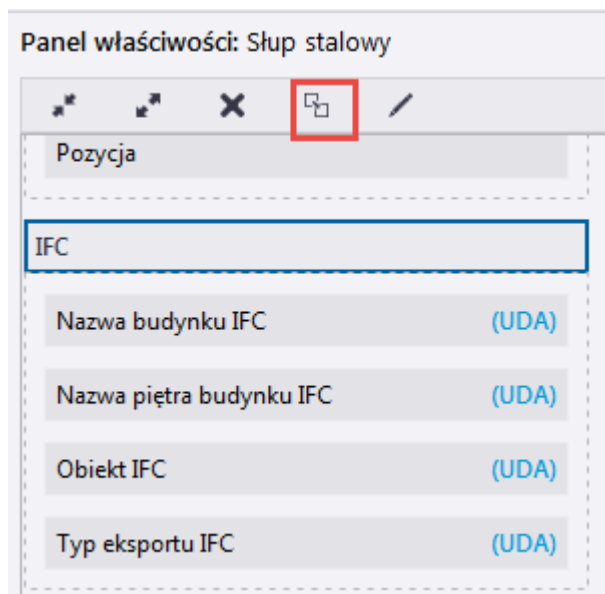 Panel właściwości: Słup stalowy
Pozycja
IFC
Nazwa budynku IFC (UDA)
Nazwa piętra budynku IFC (UDA)
Obiekt IFC (UDA)
Typ eksportu IFC (UDA)